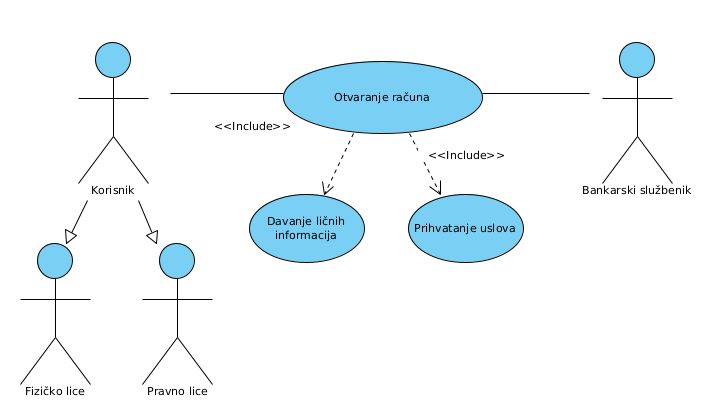 Otvaranje računa
<<Include>>
<<Include>>
Korisnik
Bankarski službenik
Davanje ličnih
informacija
Prihvatanje uslova
Fizičko lice
Pravno lice